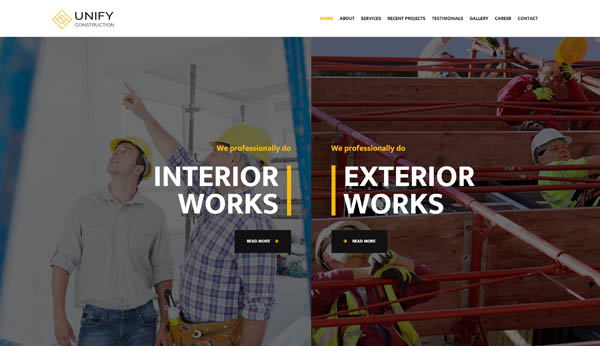 UNIFY
CONSTRUCTION
HOME ABOUT SERVICES RECENT PROJECTS TESTIMONIALS GALLERY CAREER CONTACT
We professionally do
INTERIOR
WORKS
READ MORE
We professionally do
EXTERIOR
WORKS
READ MORE